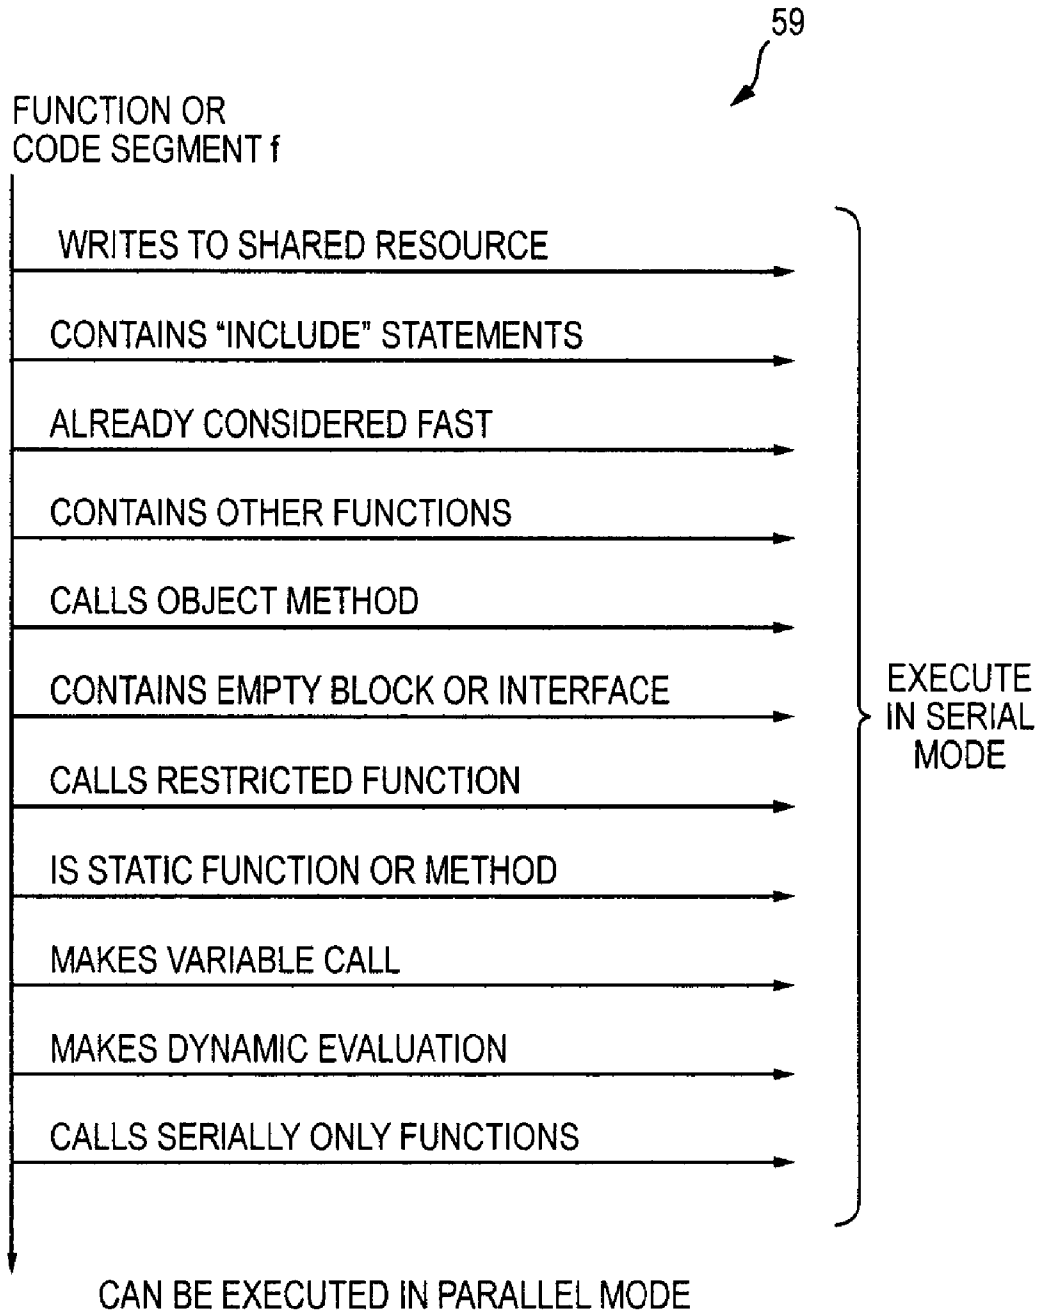 59
FUNCTION OR
CODE SEGMENT f
WRITES TO SHARED RESOURCE
CONTAINS “INCLUDE” STATEMENTS
ALREADY CONSIDERED FAST
CONTAINS OTHER FUNCTIONS
CALLS OBJECT METHOD
CONTAINS EMPTY BLOCK OR INTERFACE
CALLS RESTRICTED FUNCTION
IS STATIC FUNCTION OR METHOD
MAKES VARIABLE CALL
MAKES DYNAMIC EVALUATION
CALLS SERIALLY ONLY FUNCTIONS
EXECUTE
IN SERIAL
MODE
CAN BE EXECUTED IN PARALLEL MODE